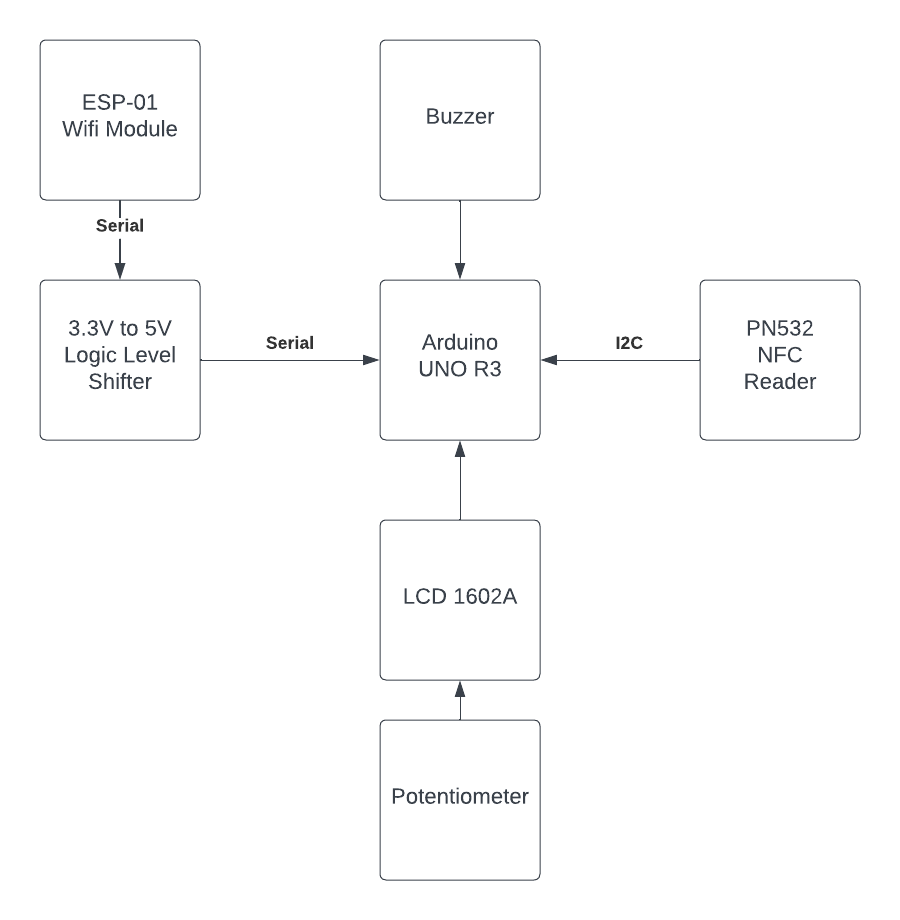 ESP-01
Wifi Module
Buzzer
Serial
3.3V to 5V
Logic Level
Shifter
Serial
Arduino
UNO R3
I2C
PN532
NFC
Reader
LCD 1602A
Potentiometer